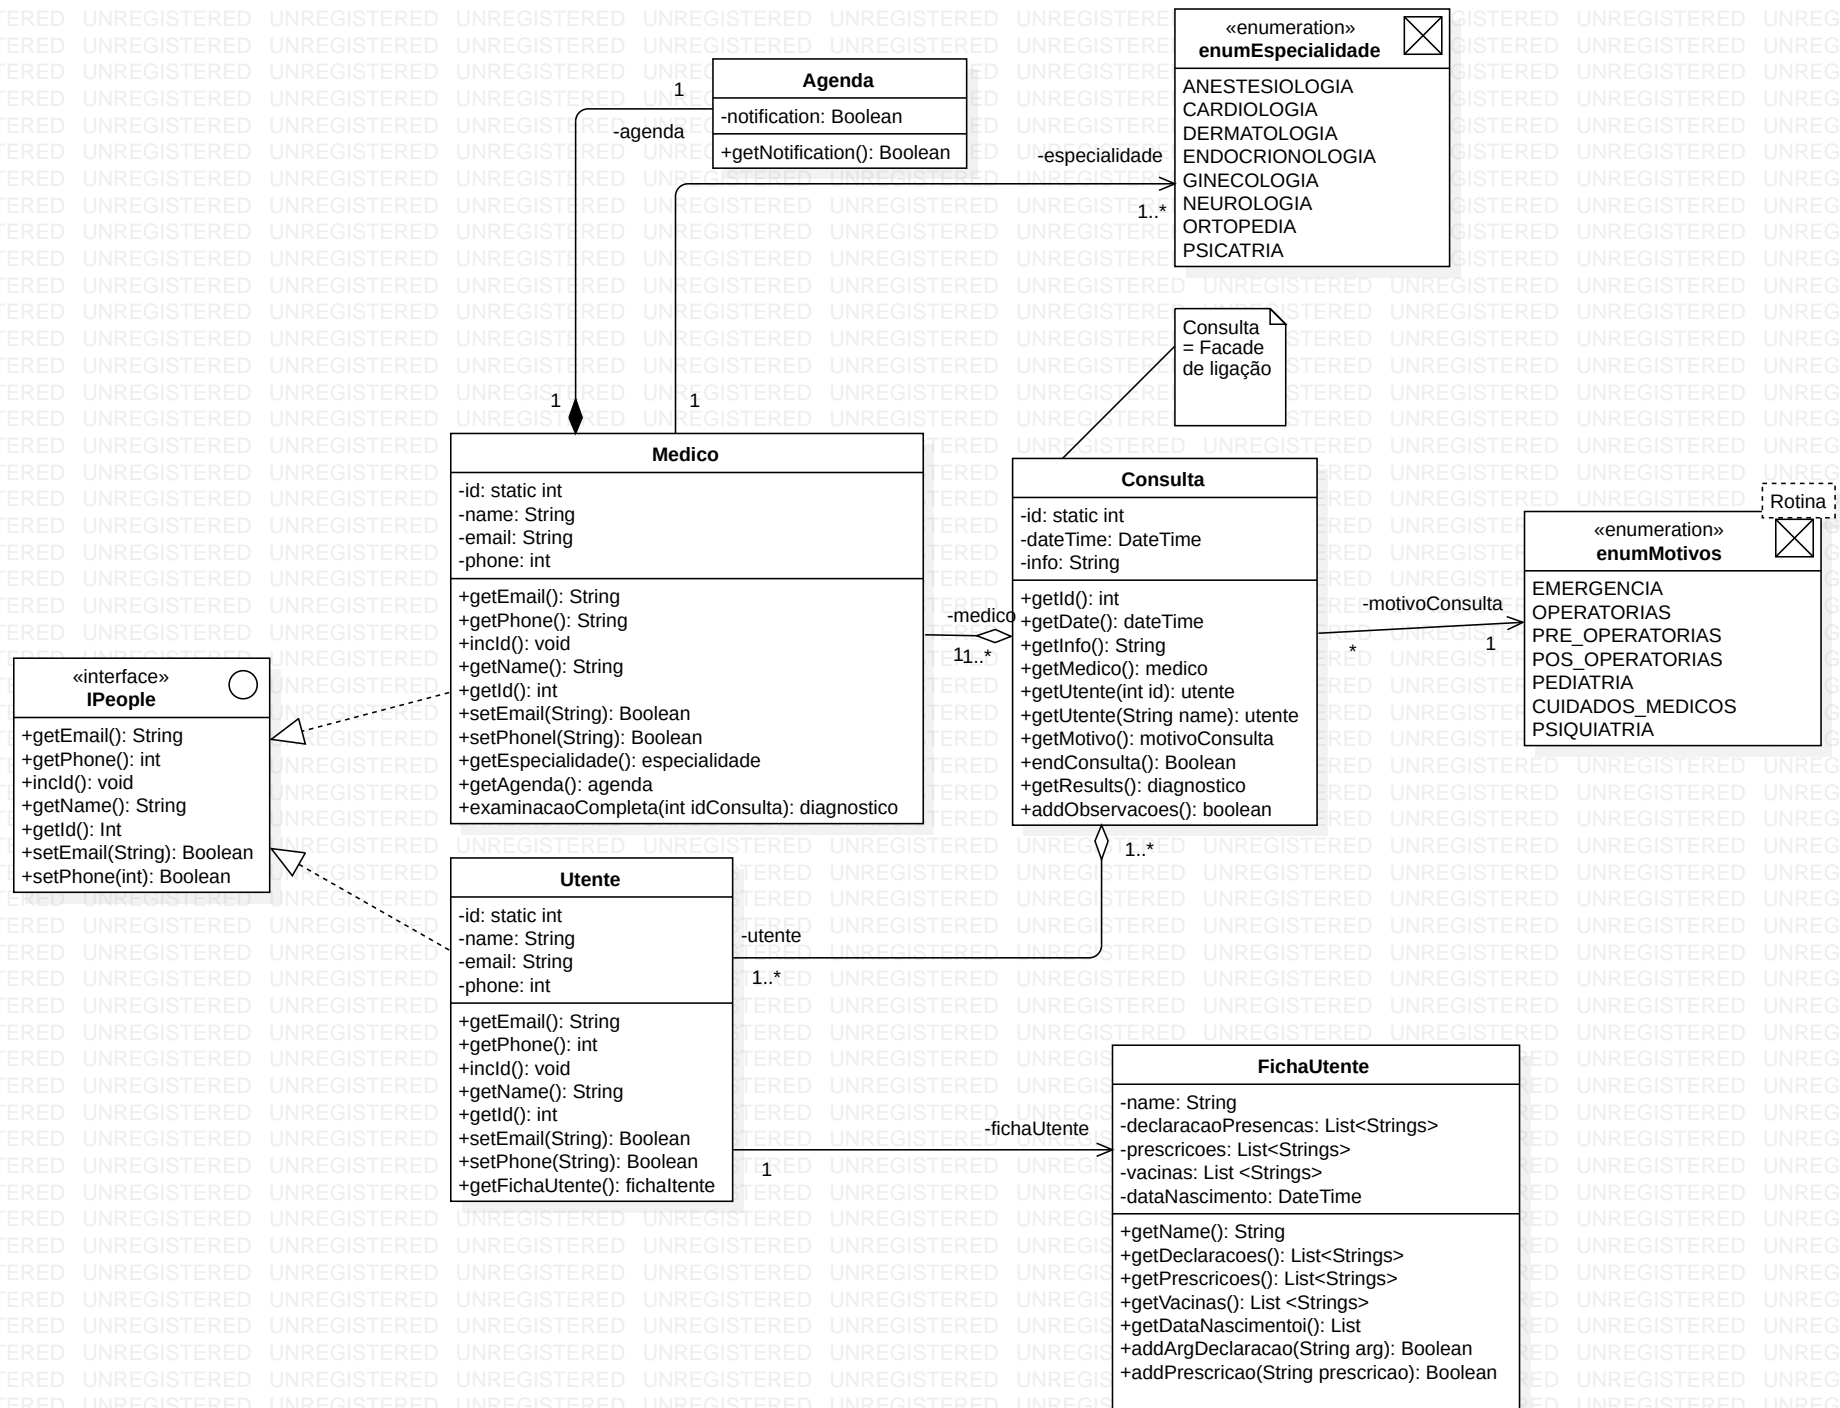 «enumeration»
enumEspecialidade
ANESTESIOLOGIA
CARDIOLOGIA
DERMATOLOGIA
ENDOCRIONOLOGIA
GINECOLOGIA
NEUROLOGIA
ORTOPEDIA
PSICATRIA
Agenda
-notification: Boolean
+getNotification(): Boolean
1
-agenda
-especialidade
1..*
1
1
Consulta
= Facade
de ligação
Medico
-id: static int
-name: String
-email: String
-phone: int
+getEmail(): String
+getPhone(): String
+incId(): void
+getName(): String
+getId(): int
+setEmail(String): Boolean
+setPhonel(String): Boolean
+getEspecialidade(): especialidade
+getAgenda(): agenda
+examinacaoCompleta(int idConsulta): diagnostico
-medico
1
1..*
Consulta
-id: static int
-dateTime: DateTime
-info: String
+getId(): int
+getDate(): dateTime
+getInfo(): String
+getMedico(): medico
+getUtente(int id): utente
+getUtente(String name): utente
+getMotivo(): motivoConsulta
+endConsulta(): Boolean
+getResults(): diagnostico
+addObservacoes(): boolean
-motivoConsulta
*
1
Rotina
«enumeration»
enumMotivos
EMERGENCIA
OPERATORIAS
PRE_OPERATORIAS
POS_OPERATORIAS
PEDIATRIA
CUIDADOS_MEDICOS
PSIQUIATRIA
«interface»
IPeople
+getEmail(): String
+getPhone(): int
+incId(): void
+getName(): String
+getId(): Int
+setEmail(String): Boolean
+setPhone(int): Boolean
1..*
Utente
-id: static int
-name: String
-email: String
-phone: int
+getEmail(): String
+getPhone(): int
+incId(): void
+getName(): String
+getId(): int
+setEmail(String): Boolean
+setPhone(String): Boolean
+getFichaUtente(): fichaItente
-utente
1..*
-fichaUtente
1
FichaUtente
-name: String
-declaracaoPresencas: List<Strings>
-prescricoes: List<Strings>
-vacinas: List <Strings>
-dataNascimento: DateTime
+getName(): String
+getDeclaracoes(): List<Strings>
+getPrescricoes(): List<Strings>
+getVacinas(): List <Strings>
+getDataNascimentoi(): List
+addArgDeclaracao(String arg): Boolean
+addPrescricao(String prescricao): Boolean
UNREGISTERED